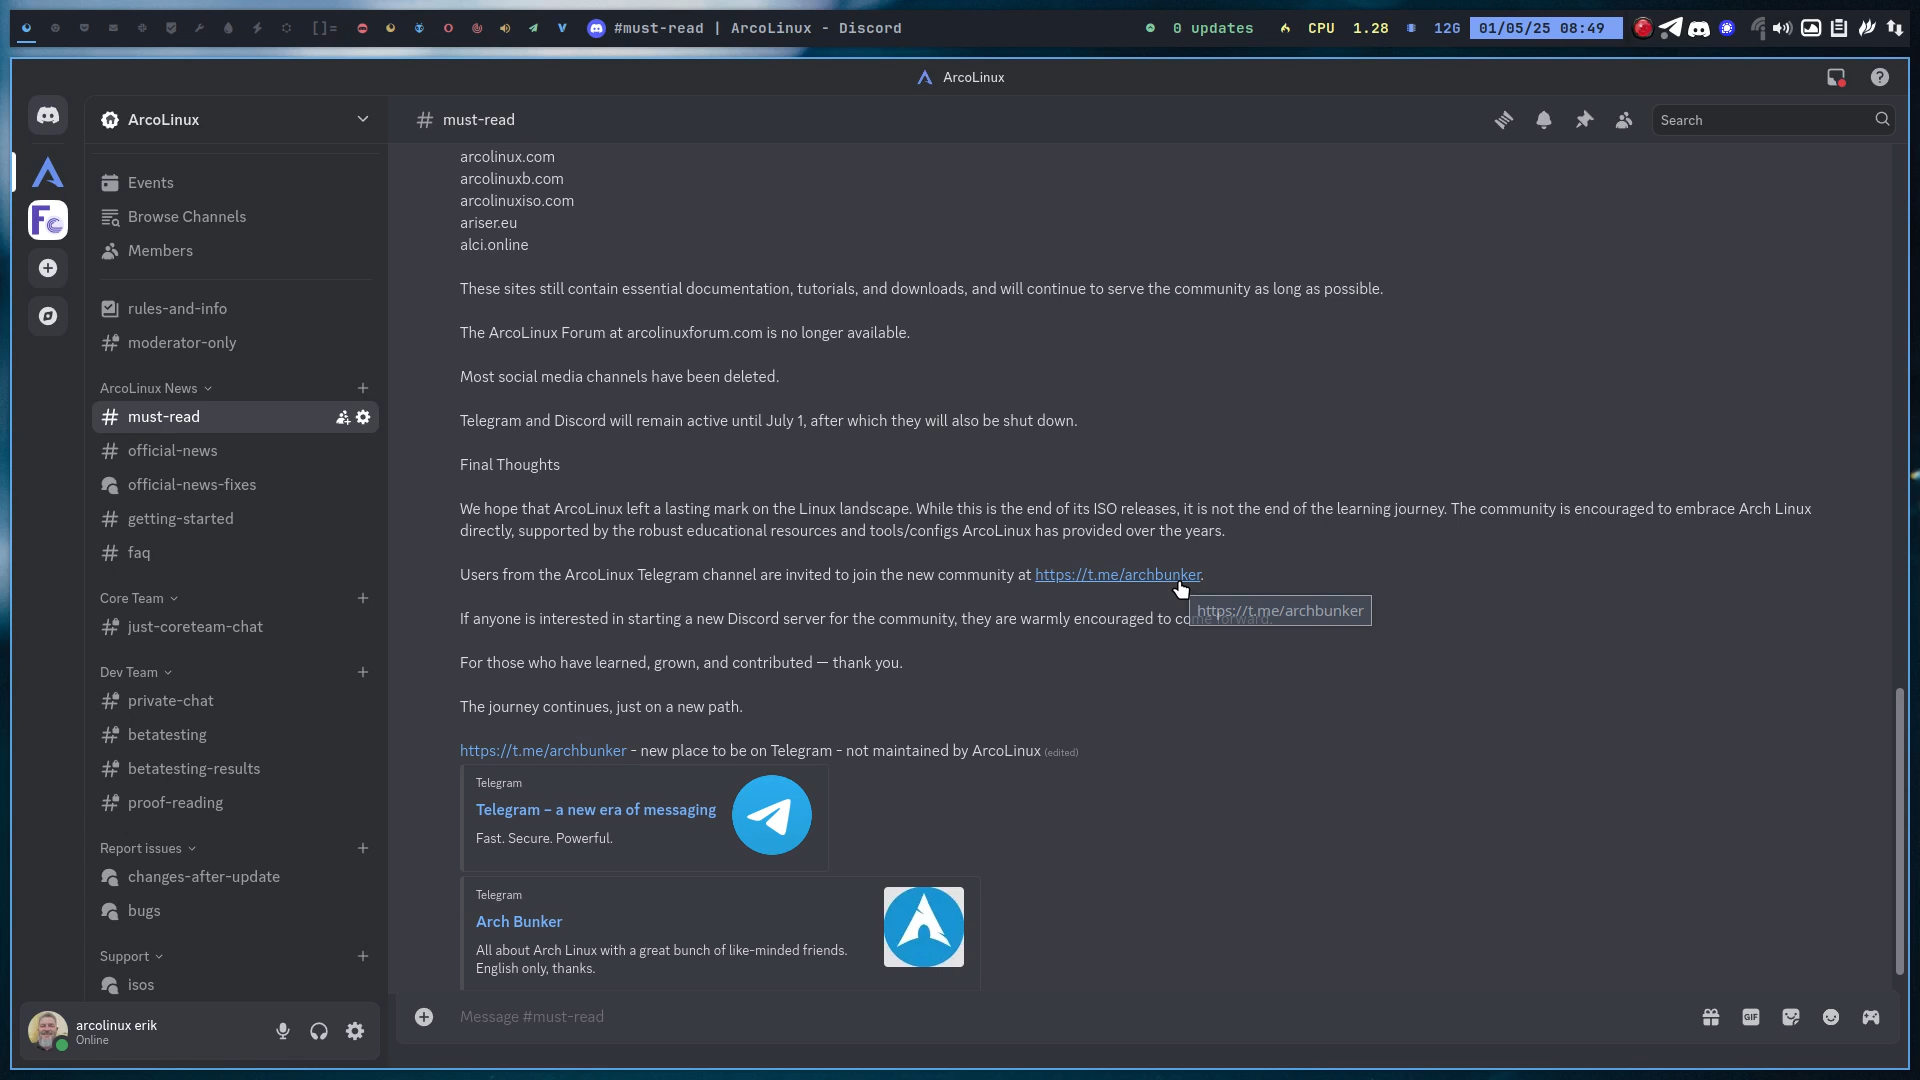 []= #must-read | ArcoLinux - Discord 0 updates CPU 1.28 12G 01/05/25 08:49
ArcoLinux
ArcoLinux
# must-read
Search
Events
Browse Channels
Members
rules-and-info
moderator-only
ArcoLinux News
must-read
official-news
official-news-fixes
getting-started
faq
Core Team
just-coreteam-chat
Dev Team
private-chat
betatesting
betatesting-results
proof-reading
Report issues
changes-after-update
bugs
Support
isos
arcolinux erik
Online
arcolinux.com
arcolinuxb.com
arcolinuxiso.com
ariser.eu
alci.online
These sites still contain essential documentation, tutorials, and downloads, and will continue to serve the community as long as possible.
The ArcoLinux Forum at arcolinuxforum.com is no longer available.
Most social media channels have been deleted.
Telegram and Discord will remain active until July 1, after which they will also be shut down.
Final Thoughts
We hope that ArcoLinux left a lasting mark on the Linux landscape. While this is the end of its ISO releases, it is not the end of the learning journey. The community is encouraged to embrace Arch Linux
directly, supported by the robust educational resources and tools/configs ArcoLinux has provided over the years.
Users from the ArcoLinux Telegram channel are invited to join the new community at https://t.me/archbunker.
https://t.me/archbunker
If anyone is interested in starting a new Discord server for the community, they are warmly encouraged to come forward.
For those who have learned, grown, and contributed — thank you.
The journey continues, just on a new path.
https://t.me/archbunker - new place to be on Telegram - not maintained by ArcoLinux (edited)
Telegram
Telegram – a new era of messaging
Fast. Secure. Powerful.
Telegram
Arch Bunker
All about Arch Linux with a great bunch of like-minded friends.
English only, thanks.
Message #must-read
GIF